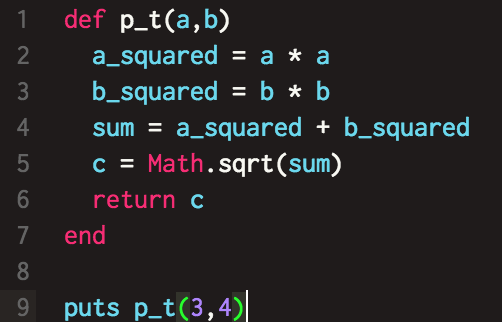 1 def p_t(a,b)
2   a_squared = a * a
3   b_squared = b * b
4   sum = a_squared + b_squared
5   c = Math.sqrt(sum)
6   return c
7 end
8
9 puts p_t(3,4)